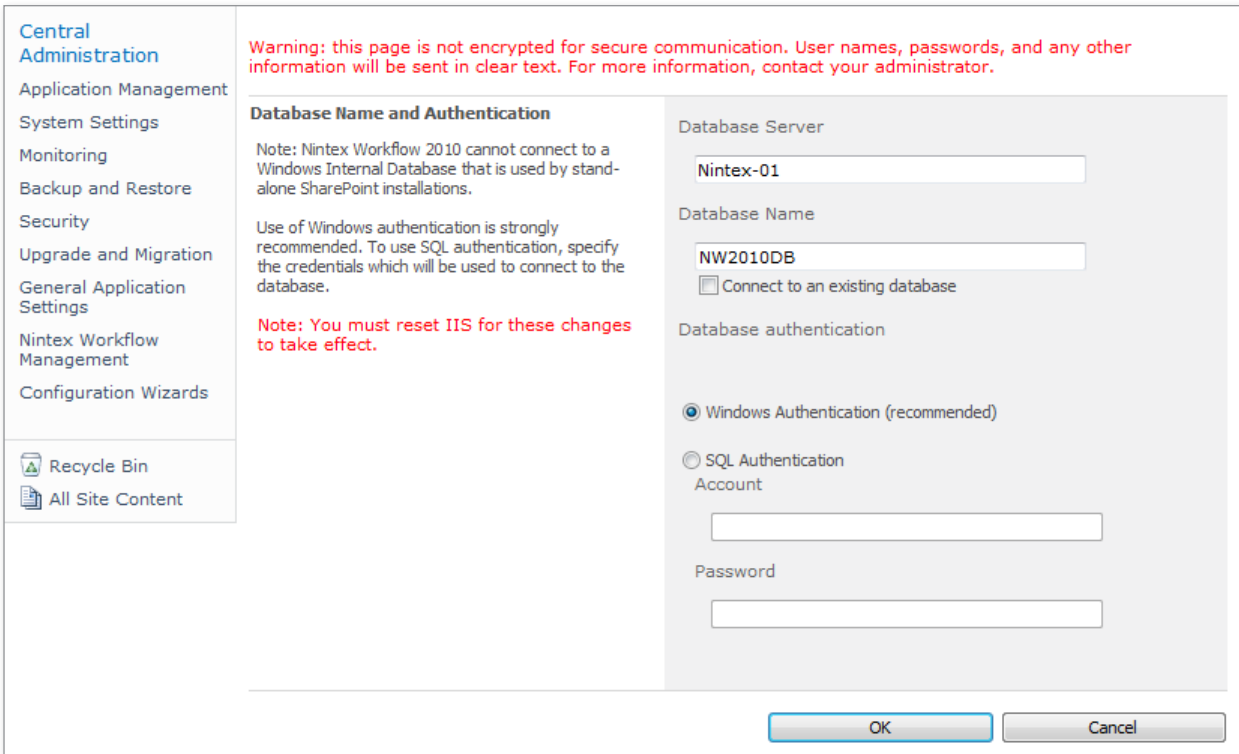 Central
Administration
Application Management
System Settings
Monitoring
Backup and Restore
Security
Upgrade and Migration
General Application
Settings
Nintex Workflow
Management
Configuration Wizards
Recycle Bin
All Site Content
Warning: this page is not encrypted for secure communication. User names, passwords, and any other
information will be sent in clear text. For more information, contact your administrator.
Database Name and Authentication
Note: Nintex Workflow 2010 cannot connect to a
Windows Internal Database that is used by stand-
alone SharePoint installations.
Use of Windows authentication is strongly
recommended. To use SQL authentication, specify
the credentials which will be used to connect to the
database.
Note: You must reset IIS for these changes
to take effect.
Database Server
Nintex-01
Database Name
NW2010DB
Connect to an existing database
Database authentication
Windows Authentication (recommended)
SQL Authentication
Account
Password
OK
Cancel